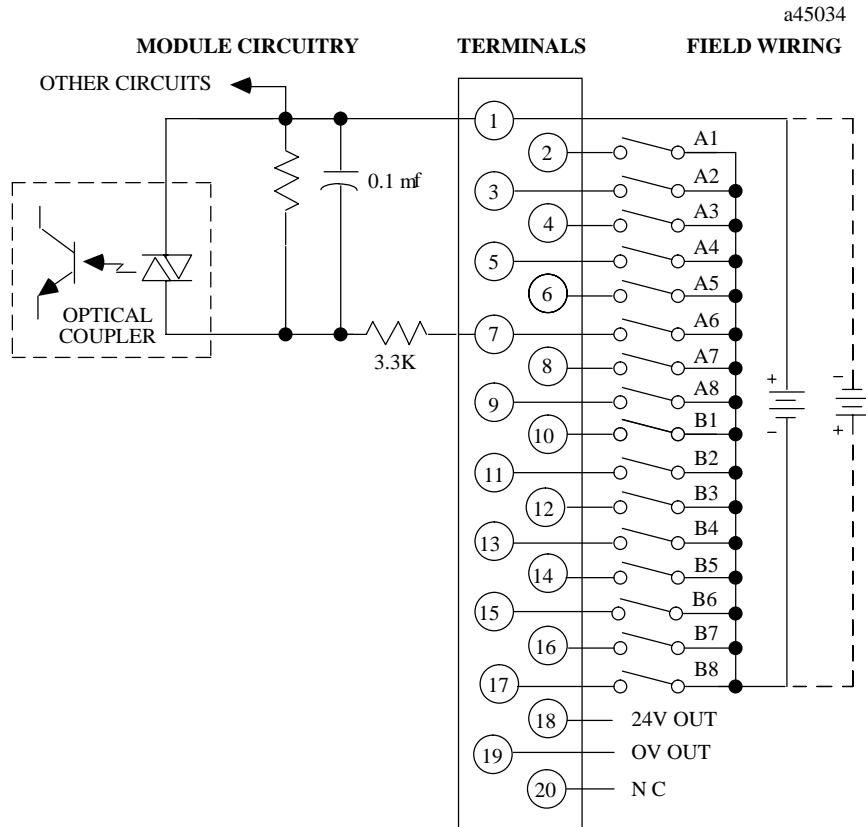 a45034
MODULE CIRCUITRY TERMINALS FIELD WIRING
OTHER CIRCUITS
1
2 A1
3 A2
0.1 mf
4 A3
5 A4
6 A5
OPTICAL
COUPLER
7 A6
3.3K
8 A7
9 A8
+ −
− +
10 B1
11 B2
12 B3
13 B4
14 B5
15 B6
16 B7
17 B8
18 24V OUT
19 OV OUT
20 N C